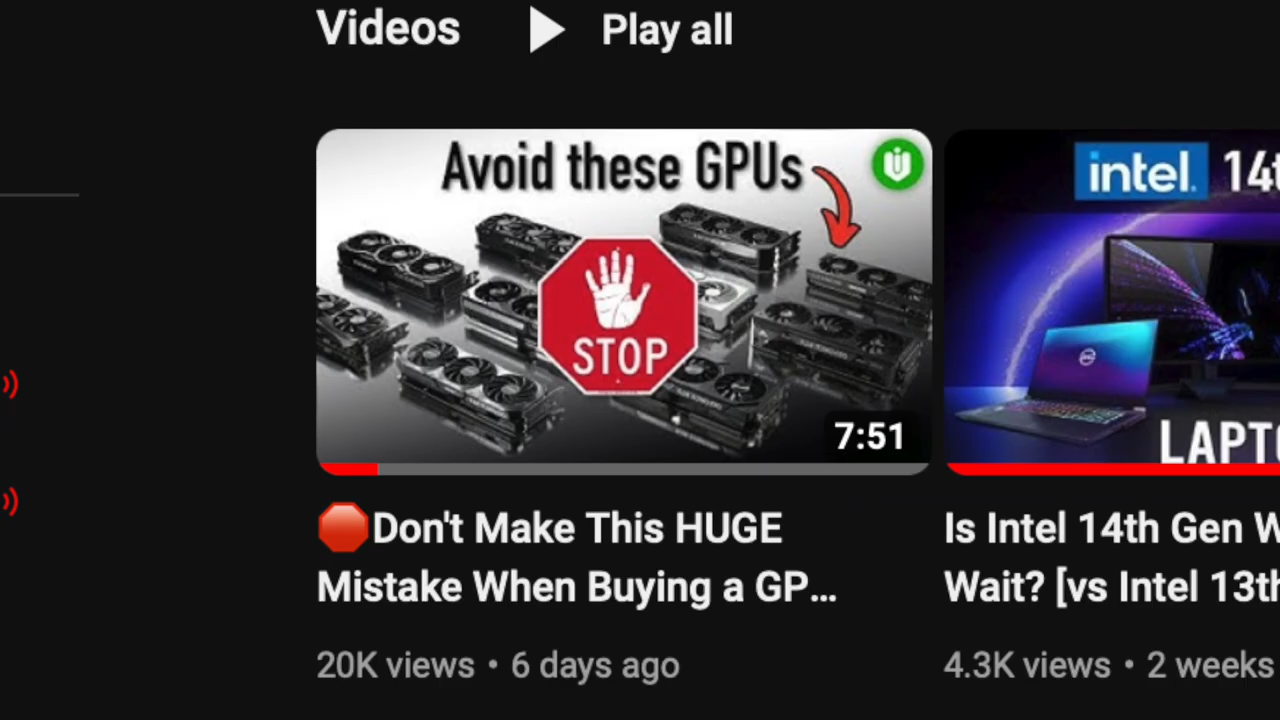 Videos
Play all
Avoid these GPUs
STOP
7:51
intel.
14t
LAPT
🛑Don't Make This HUGE
Mistake When Buying a GP...
20K views • 6 days ago
Is Intel 14th Gen W
Wait? [vs Intel 13th
4.3K views • 2 weeks